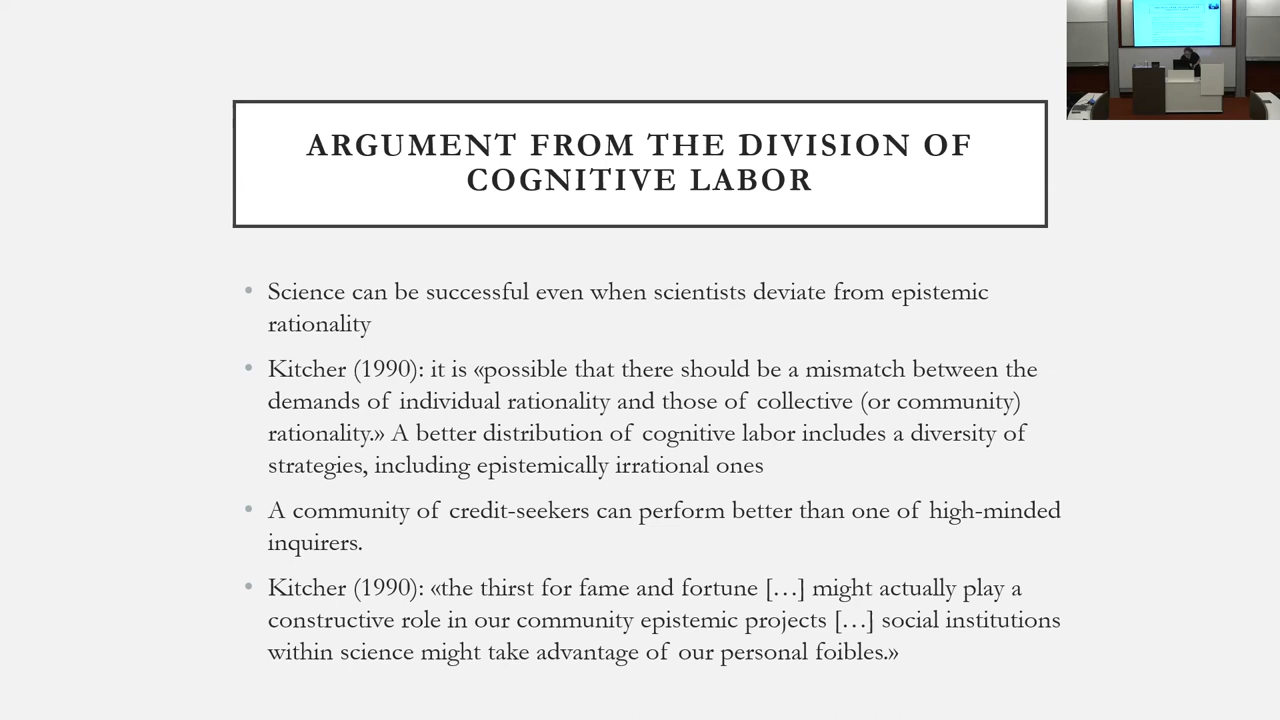 ARGUMENT FROM THE DIVISION OF
COGNITIVE LABOR
• Science can be successful even when scientists deviate from epistemic
rationality
• Kitcher (1990): it is «possible that there should be a mismatch between the
demands of individual rationality and those of collective (or community)
rationality.» A better distribution of cognitive labor includes a diversity of
strategies, including epistemically irrational ones
• A community of credit-seekers can perform better than one of high-minded
inquirers.
• Kitcher (1990): «the thirst for fame and fortune […] might actually play a
constructive role in our community epistemic projects […] social institutions
within science might take advantage of our personal foibles.»